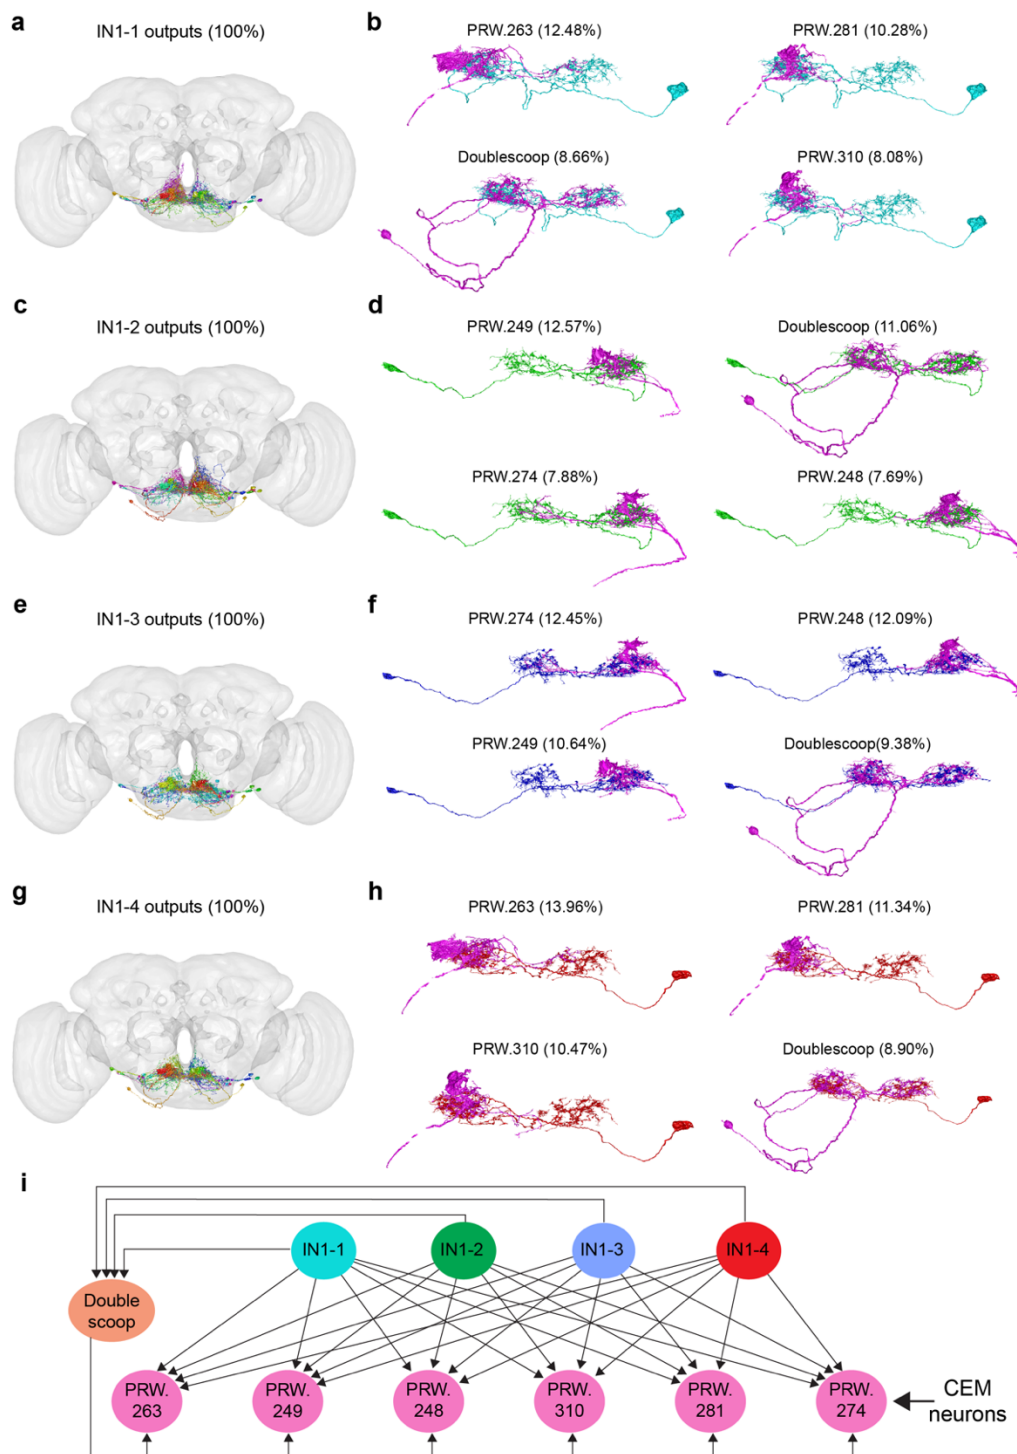 a
IN1-1 outputs (100%)
b
PRW.263 (12.48%)
PRW.281 (10.28%)
Doublescoop (8.66%)
PRW.310 (8.08%)
c
IN1-2 outputs (100%)
d
PRW.249 (12.57%)
Doublescoop (11.06%)
PRW.274 (7.88%)
PRW.248 (7.69%)
e
IN1-3 outputs (100%)
f
PRW.274 (12.45%)
PRW.248 (12.09%)
PRW.249 (10.64%)
Doublescoop(9.38%)
g
IN1-4 outputs (100%)
h
PRW.263 (13.96%)
PRW.281 (11.34%)
PRW.310 (10.47%)
Doublescoop (8.90%)
i
IN1-1
IN1-2
IN1-3
IN1-4
Double
scoop
PRW.
263
PRW.
249
PRW.
248
PRW.
310
PRW.
281
PRW.
274
CEM
neurons